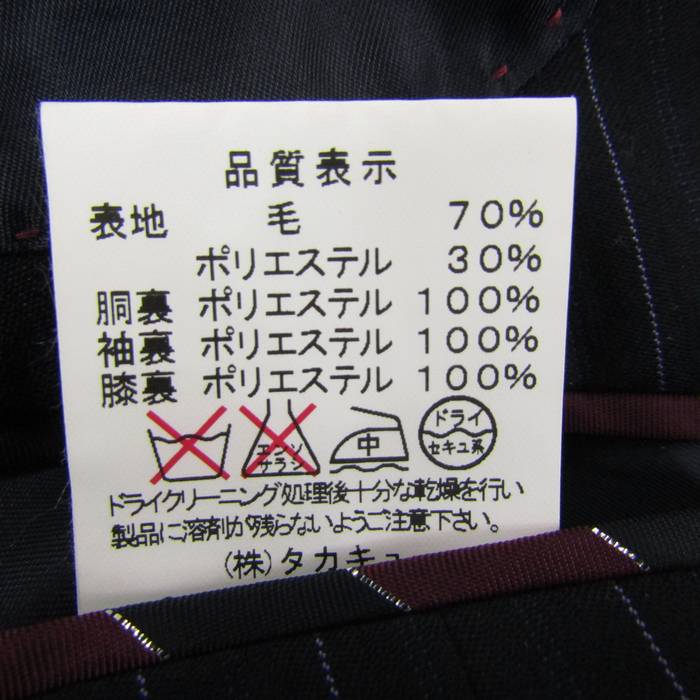 品質表示
表地 毛 70%
ポリエステル 30%
胴裏 ポリエステル 100%
袖裏 ポリエステル 100%
膝裏 ポリエステル 100%
エンソサラシ 中 ドライ セキユ系
ドライクリーニング処理後十分な乾燥を行い
製品に溶剤が残らないようご注意下さい。
(株)タカキュ